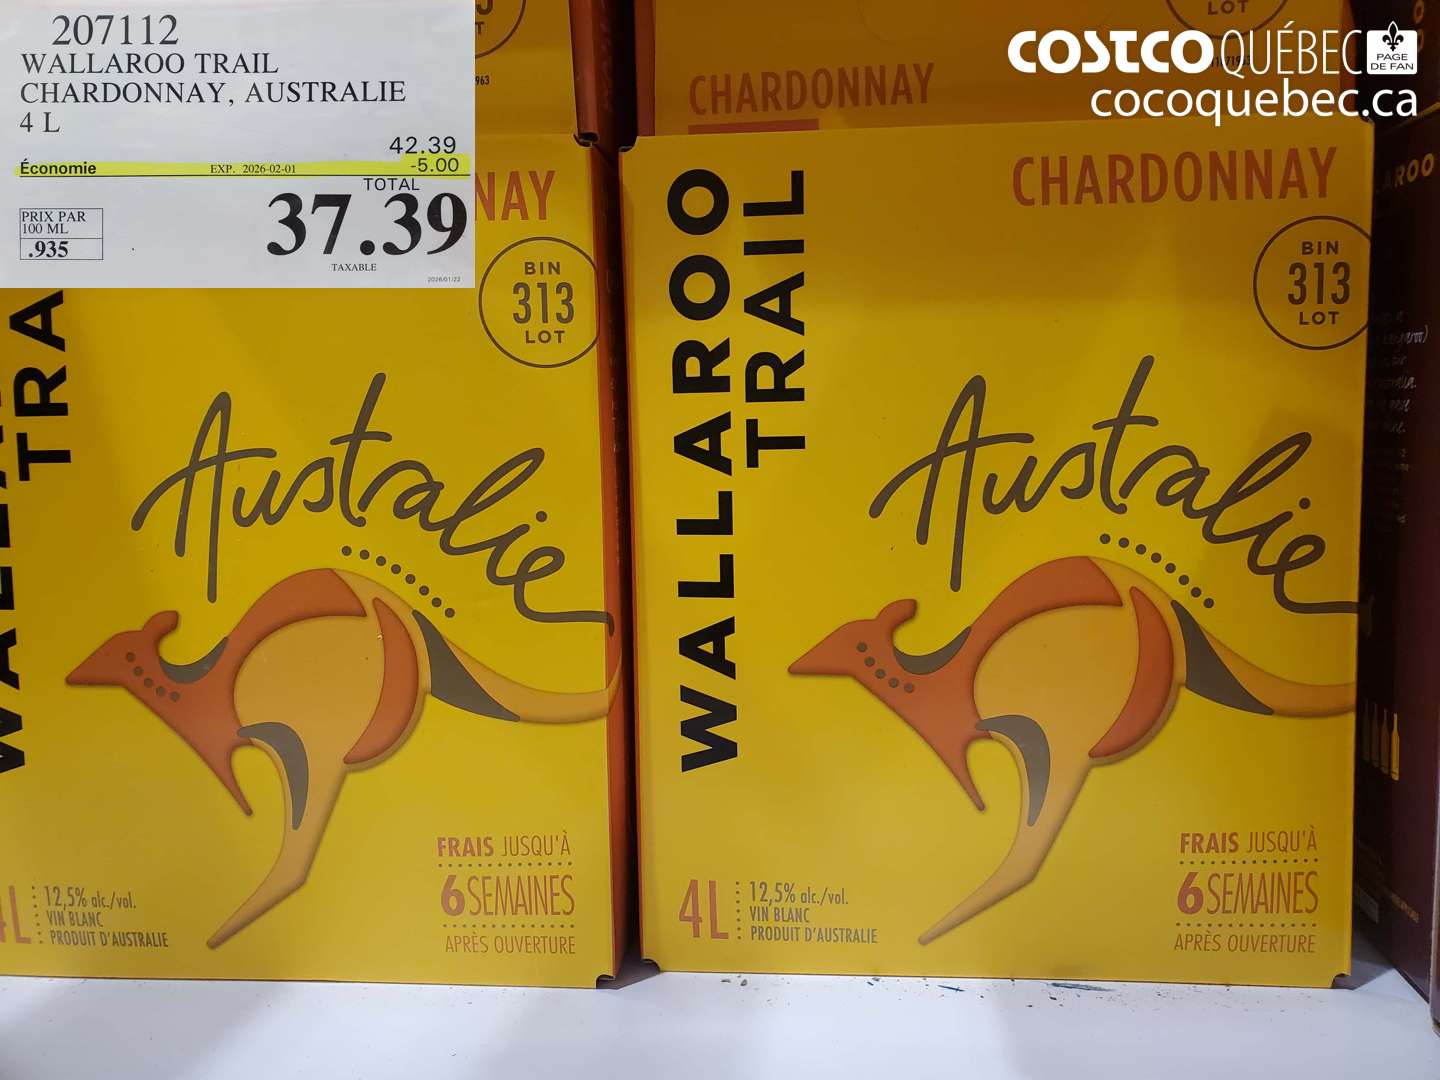 207112
WALLAROO TRAIL
CHARDONNAY, AUSTRALIE
4 L
42.39
Économie EXP. 2026-02-01 -5.00
TOTAL
37.39
PRIX PAR
100 ML
.935
TAXABLE
2026/01/22
COSTCO QUÉBEC
PAGE
DE FAN
cocoquebec.ca
LOT
CHARDONNAY
NAY
BIN
313
LOT
TRA
Australie
FRAIS JUSQU'À
6 SEMAINES
APRÈS OUVERTURE
4L
12,5% alc./vol.
VIN BLANC
PRODUIT D'AUSTRALIE
CHARDONNAY
WALLAROO
TRAIL
BIN
313
LOT
Australie
4L
12,5% alc./vol.
VIN BLANC
PRODUIT D'AUSTRALIE
FRAIS JUSQU'À
6 SEMAINES
APRÈS OUVERTURE